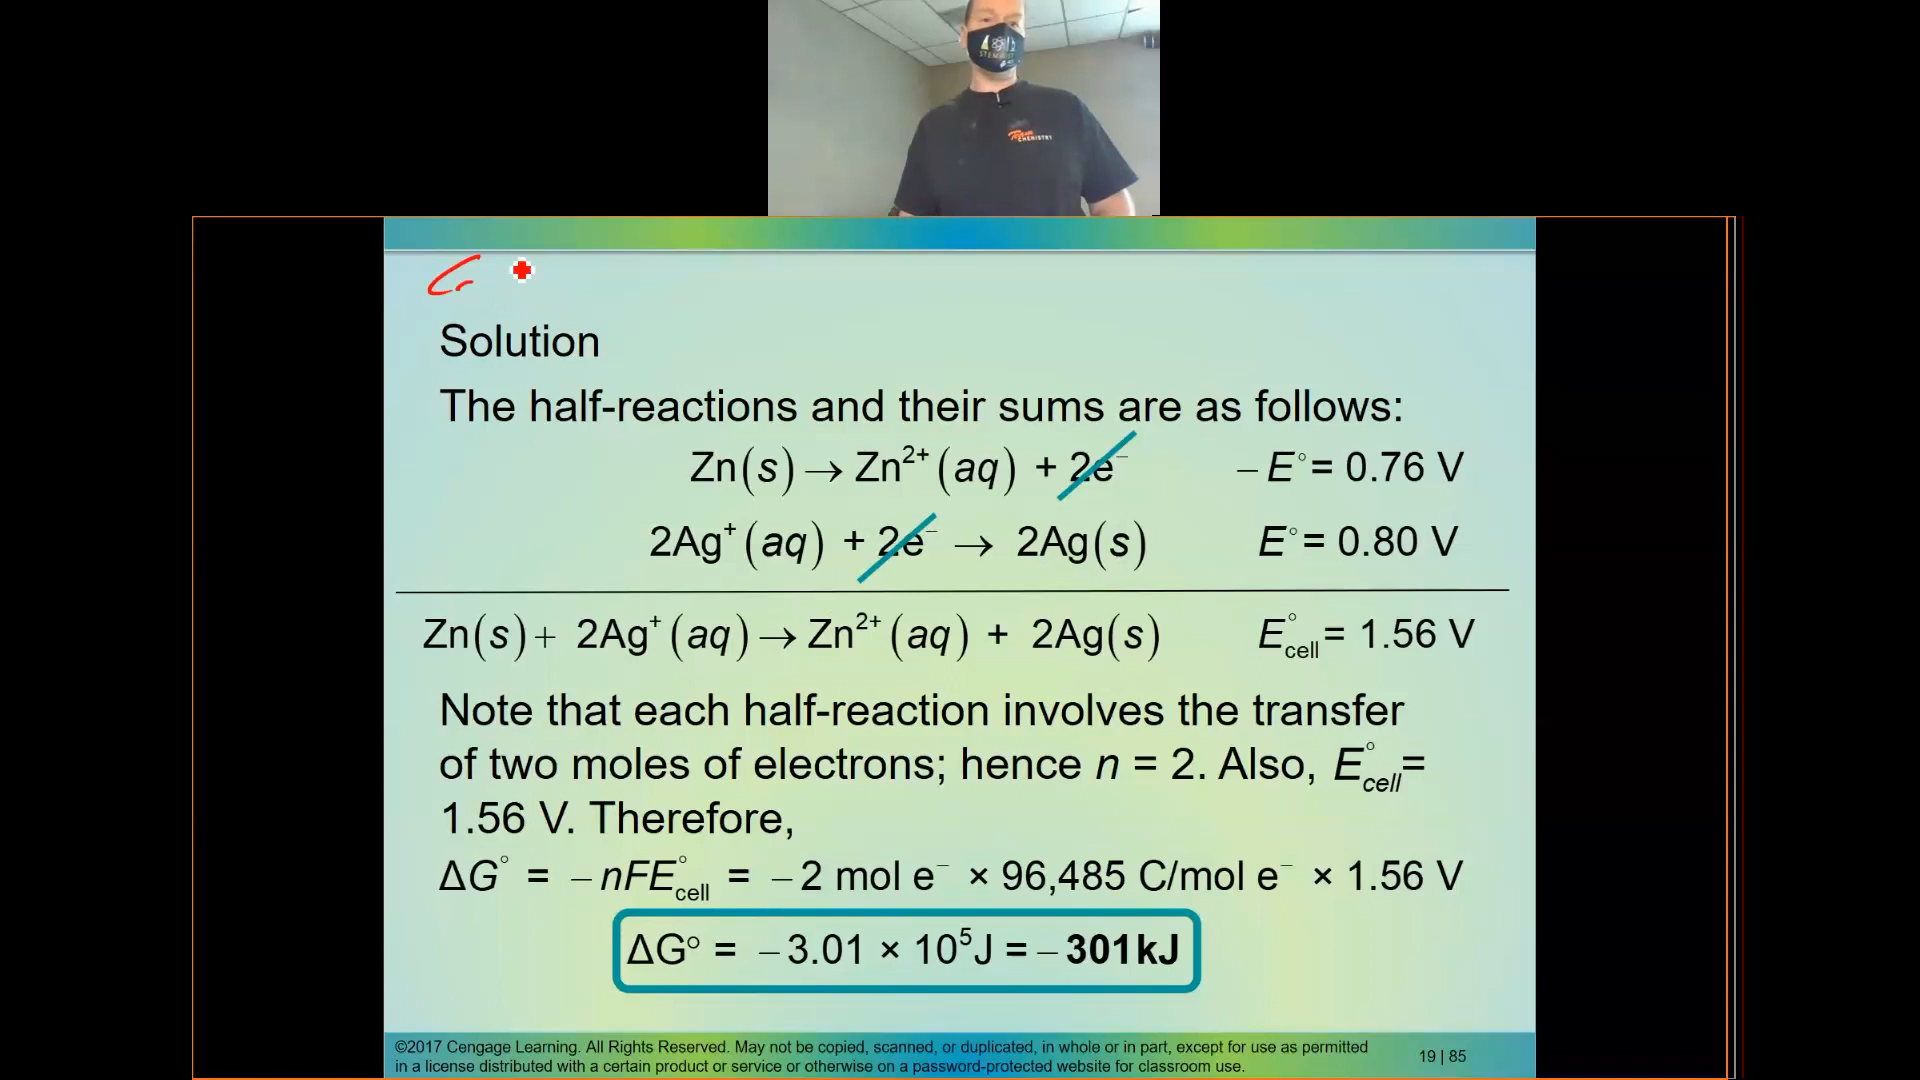 CHEMISTRY
Solution
The half-reactions and their sums are as follows:
Zn(s) → Zn²⁺(aq) + 2e⁻ – E° = 0.76 V
2Ag⁺(aq) + 2e⁻ → 2Ag(s) E° = 0.80 V
Zn(s) + 2Ag⁺(aq) → Zn²⁺(aq) + 2Ag(s) E°cell = 1.56 V
Note that each half-reaction involves the transfer
of two moles of electrons; hence n = 2. Also, E°cell =
1.56 V. Therefore,
ΔG° = –nFE°cell = –2 mol e⁻ × 96,485 C/mol e⁻ × 1.56 V
ΔG° = –3.01 × 10⁵J = –301kJ
©2017 Cengage Learning. All Rights Reserved. May not be copied, scanned, or duplicated, in whole or in part, except for use as permitted
in a license distributed with a certain product or service or otherwise on a password-protected website for classroom use.
19 | 85